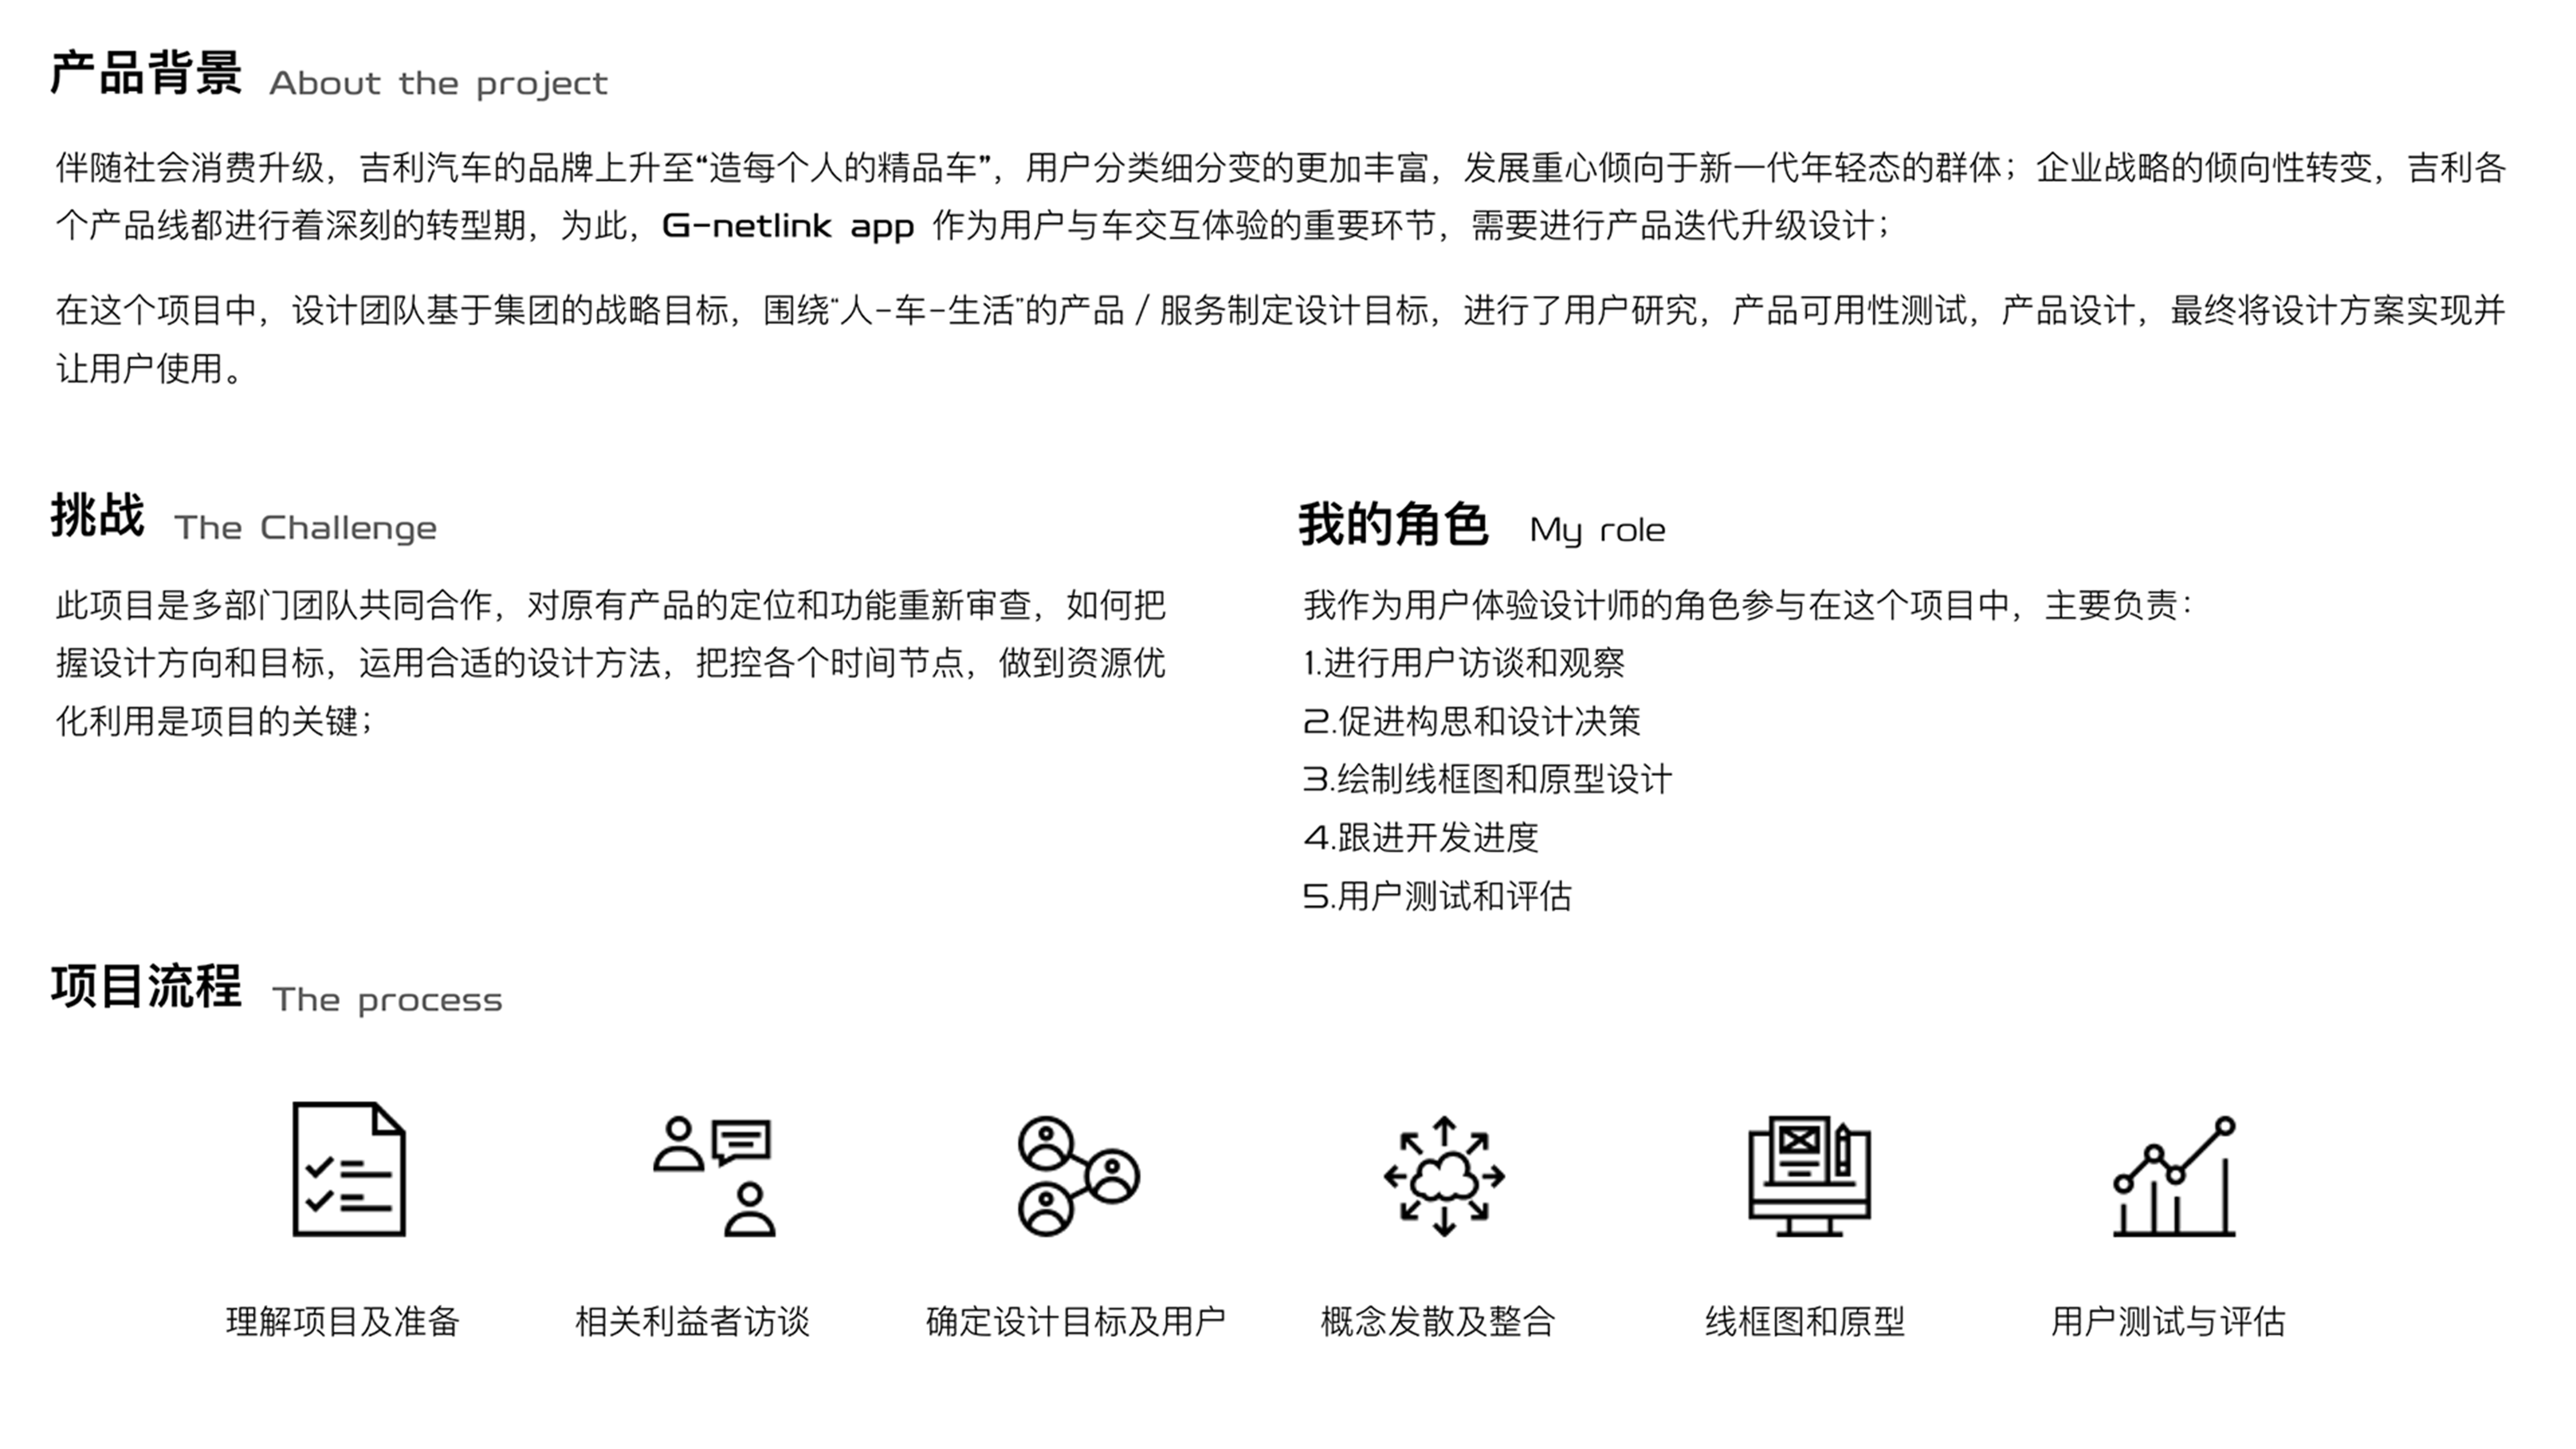 产品背景 About the project
伴随社会消费升级，吉利汽车的品牌上升至“造每个人的精品车”，用户分类细分变的更加丰富，发展重心倾向于新一代年轻态的群体；企业战略的倾向性转变，吉利各
个产品线都进行着深刻的转型期，为此，G-netlink app 作为用户与车交互体验的重要环节，需要进行产品迭代升级设计；
在这个项目中，设计团队基于集团的战略目标，围绕“人-车-生活”的产品 / 服务制定设计目标，进行了用户研究，产品可用性测试，产品设计，最终将设计方案实现并
让用户使用。
挑战 The Challenge
此项目是多部门团队共同合作，对原有产品的定位和功能重新审查，如何把
握设计方向和目标，运用合适的设计方法，把控各个时间节点，做到资源优
化利用是项目的关键；
我的角色 My role
我作为用户体验设计师的角色参与在这个项目中，主要负责：
1.进行用户访谈和观察
2.促进构思和设计决策
3.绘制线框图和原型设计
4.跟进开发进度
5.用户测试和评估
项目流程 The process
理解项目及准备
相关利益者访谈
确定设计目标及用户
概念发散及整合
线框图和原型
用户测试与评估